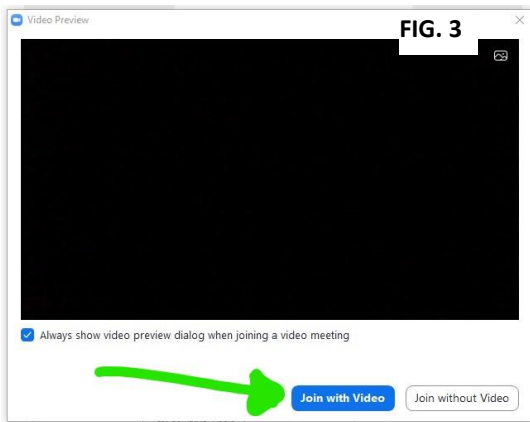 Video Preview
FIG. 3
Always show video preview dialog when joining a video meeting
Join with Video
Join without Video